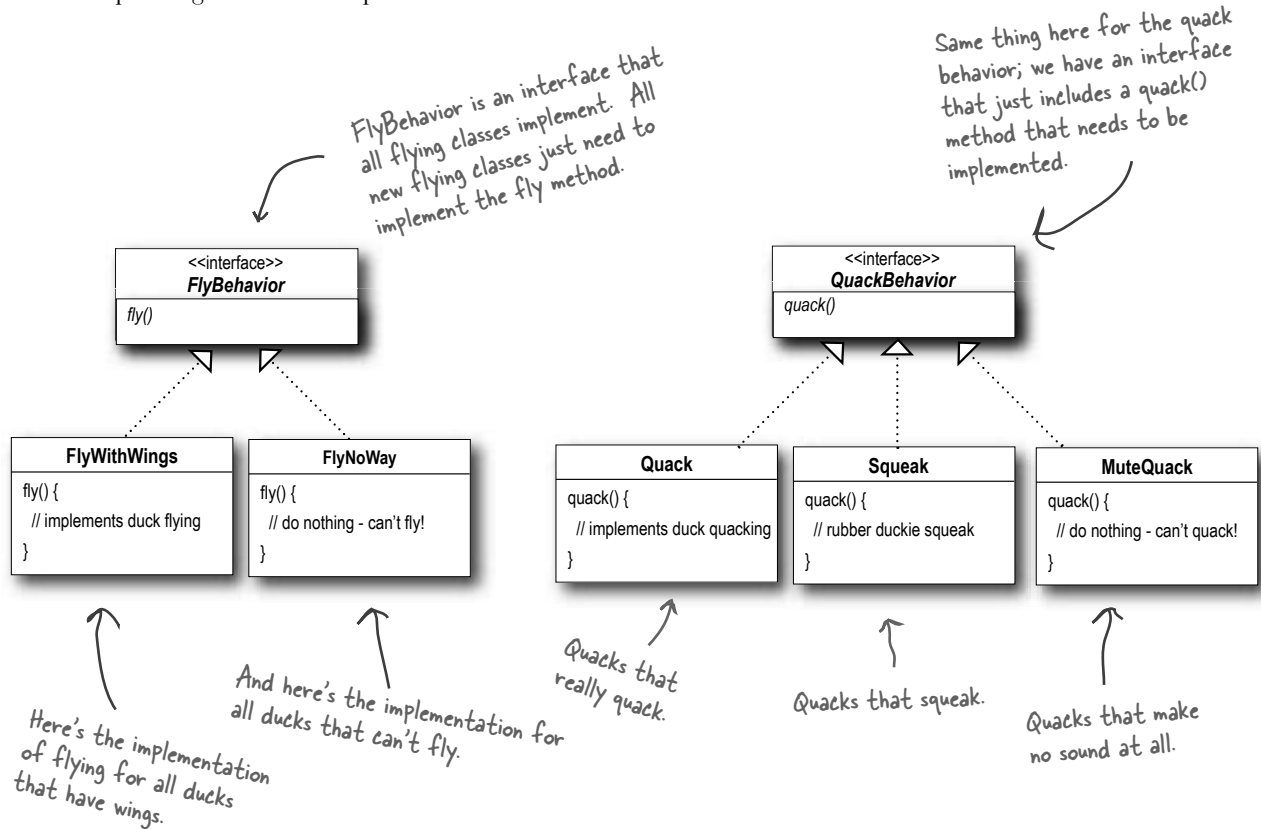 FlyBehavior is an interface that
all flying classes implement. All
new flying classes just need to
implement the fly method.
Same thing here for the quack
behavior; we have an interface
that just includes a quack()
method that needs to be
implemented.
<<interface>>
FlyBehavior
fly()
<<interface>>
QuackBehavior
quack()
FlyWithWings
fly() {
// implements duck flying
}
FlyNoWay
fly() {
// do nothing - can't fly!
}
Quack
quack() {
// implements duck quacking
}
Squeak
quack() {
// rubber duckie squeak
}
MuteQuack
quack() {
// do nothing - can't quack!
}
Here's the implementation
of flying for all ducks
that have wings.
And here's the implementation for
all ducks that can't fly.
Quacks that
really quack.
Quacks that squeak.
Quacks that make
no sound at all.